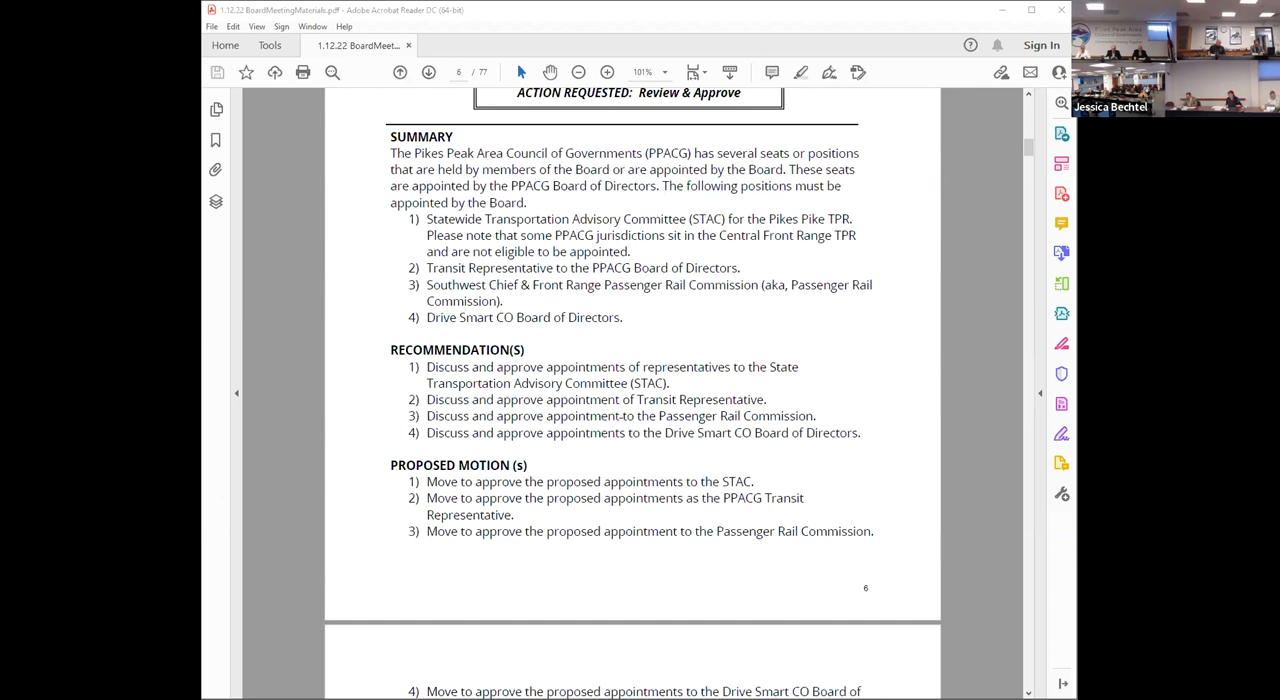 1.12.22 BoardMeetingMaterials.pdf - Adobe Acrobat Reader DC (64-bit)
File Edit View Sign Window Help
Home Tools 1.12.22 BoardMeet... × Sign In
6 / 77 101%
Jessica Bechtel
ACTION REQUESTED: Review & Approve
SUMMARY
The Pikes Peak Area Council of Governments (PPACG) has several seats or positions
that are held by members of the Board or are appointed by the Board. These seats
are appointed by the PPACG Board of Directors. The following positions must be
appointed by the Board.
1) Statewide Transportation Advisory Committee (STAC) for the Pikes Pike TPR.
Please note that some PPACG jurisdictions sit in the Central Front Range TPR
and are not eligible to be appointed.
2) Transit Representative to the PPACG Board of Directors.
3) Southwest Chief & Front Range Passenger Rail Commission (aka, Passenger Rail
Commission).
4) Drive Smart CO Board of Directors.
RECOMMENDATION(S)
1) Discuss and approve appointments of representatives to the State
Transportation Advisory Committee (STAC).
2) Discuss and approve appointment of Transit Representative.
3) Discuss and approve appointment to the Passenger Rail Commission.
4) Discuss and approve appointments to the Drive Smart CO Board of Directors.
PROPOSED MOTION (s)
1) Move to approve the proposed appointments to the STAC.
2) Move to approve the proposed appointments as the PPACG Transit
Representative.
3) Move to approve the proposed appointment to the Passenger Rail Commission.
6
4) Move to approve the proposed appointments to the Drive Smart CO Board of